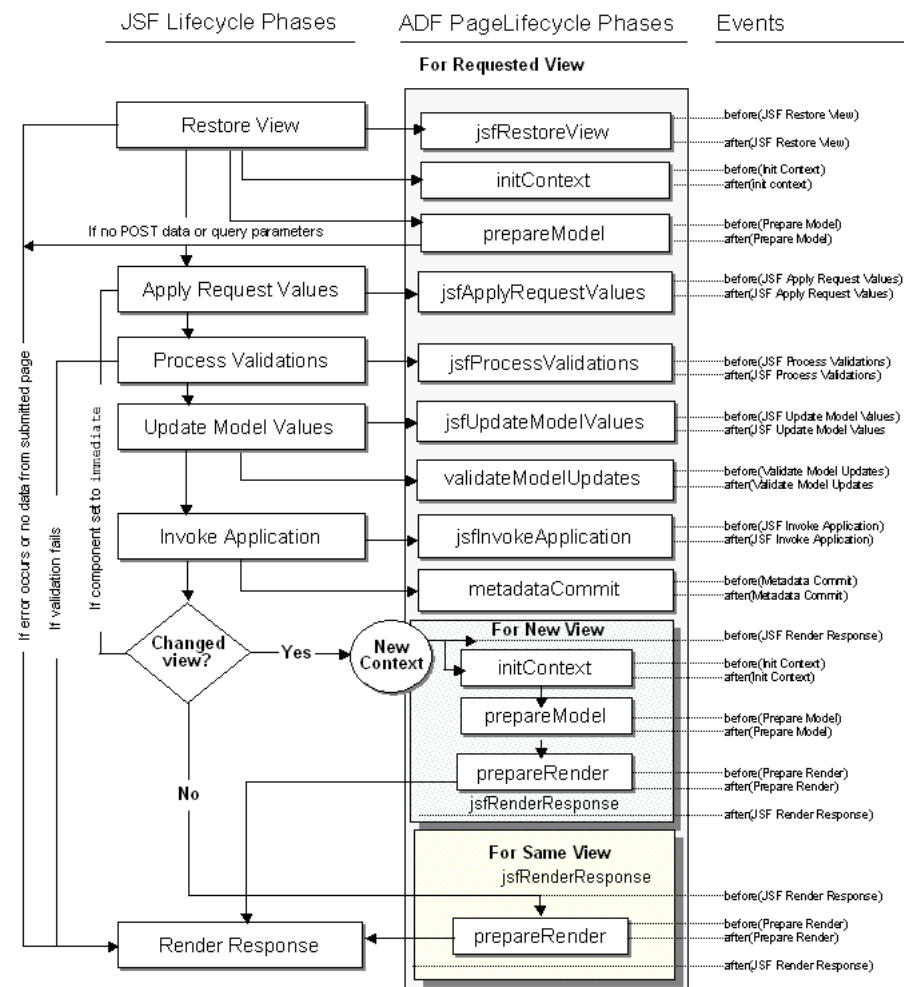 JSF Lifecycle Phases
ADF PageLifecycle Phases
Events
For Requested View
Restore View
jsfRestoreView
before(JSF Restore View)
after(JSF Restore View)
initContext
before(Init Context)
after(init context)
If no POST data or query parameters
prepareModel
before(Prepare Model)
after(Prepare Model)
Apply Request Values
jsfApplyRequestValues
before(JSF Apply Request Values)
after(JSF Apply Request Values)
Process Validations
jsfProcessValidations
before(JSF Process Validations)
after(JSF Process Validations)
Update Model Values
jsfUpdateModelValues
before(JSF Update Model Values)
after(JSF Update Model Values
validateModelUpdates
before(Validate Model Updates)
after(Validate Model Updates
Invoke Application
jsfInvokeApplication
before(JSF Invoke Application)
after(JSF Invoke Application)
metadataCommit
before(Metadata Commit)
after(Metadata Commit)
If error occurs or no data from submitted page
If validation fails
If component set to immediate
Changed
view?
Yes
New
Context
For New View
before(JSF Render Response)
initContext
before(Init Context)
after(Init Context)
prepareModel
before(Prepare Model)
after(Prepare Model)
No
prepareRender
before(Prepare Render)
after(Prepare Render)
jsfRenderResponse
after(JSF Render Response)
For Same View
jsfRenderResponse
before(JSF Render Response)
Render Response
prepareRender
before(Prepare Render)
after(Prepare Render)
after(JSF Render Response)